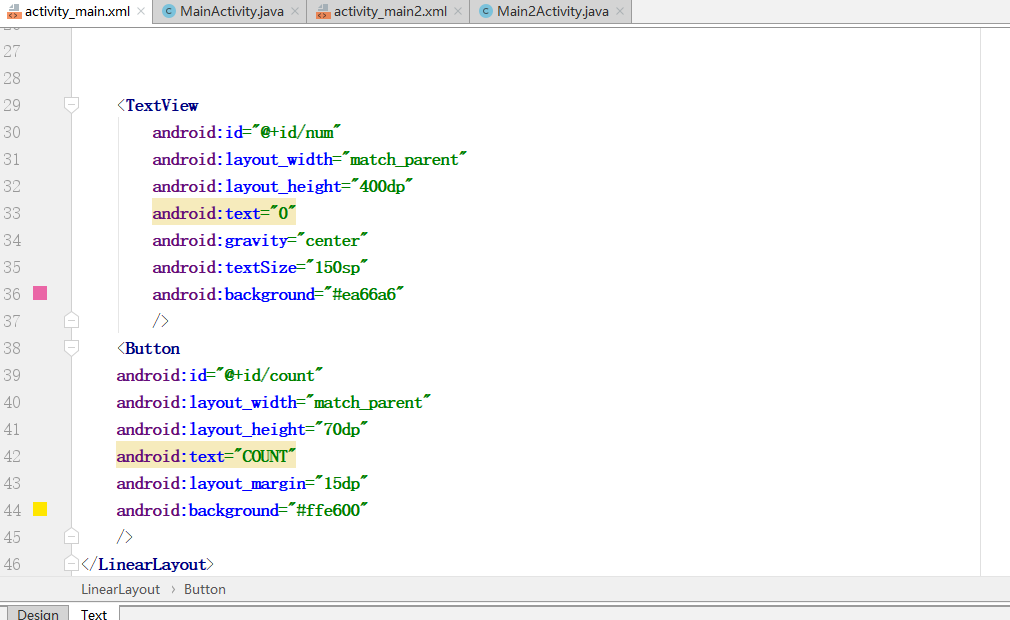 activity_main.xml MainActivity.java activity_main2.xml Main2Activity.java
27
28
29 <TextView
30 android:id="@+id/num"
31 android:layout_width="match_parent"
32 android:layout_height="400dp"
33 android:text="0"
34 android:gravity="center"
35 android:textSize="150sp"
36 android:background="#ea66a6"
37 />
38 <Button
39 android:id="@+id/count"
40 android:layout_width="match_parent"
41 android:layout_height="70dp"
42 android:text="COUNT"
43 android:layout_margin="15dp"
44 android:background="#ffe600"
45 />
46 </LinearLayout>
LinearLayout › Button
Design Text